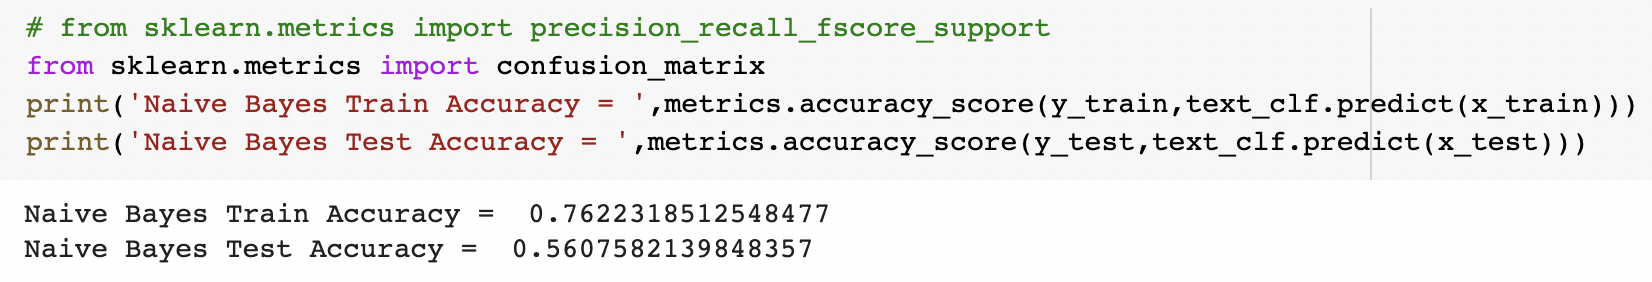 # from sklearn.metrics import precision_recall_fscore_support
from sklearn.metrics import confusion_matrix
print('Naive Bayes Train Accuracy = ',metrics.accuracy_score(y_train,text_clf.predict(x_train)))
print('Naive Bayes Test Accuracy = ',metrics.accuracy_score(y_test,text_clf.predict(x_test)))
Naive Bayes Train Accuracy =  0.7622318512548477
Naive Bayes Test Accuracy =  0.5607582139848357